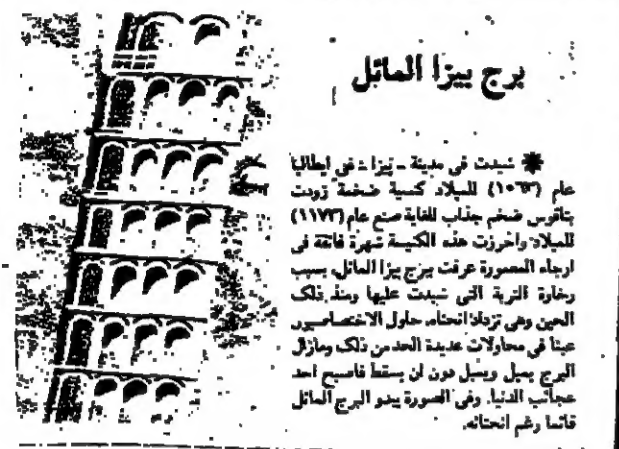 برج بيزا المائل
✸ شيدت في مدينة - بيزا - في ايطاليا
عام (١٠٦٣) للميلاد كنسية ضخمة زودت
بناقوس ضخم جذاب للغاية صنع عام (١١٧٣)
للميلاد واحرزت هذه الكنيسة شهرة فائقة في
ارجاء المعمورة عرفت ببرج بيزا المائل، بسبب
رخاوة التربة التي شيدت عليها ومنذ ذلك
الحين وهي تزداد انحناء. حاول الاختصاصيون
عبثا في محاولات عديدة الحد من ذلك ومازال
البرج يميل ويميل دون ان يسقط فاصبح احد
عجائب الدنيا. وفي الصورة يبدو البرج المائل
قائما رغم انحنائه.